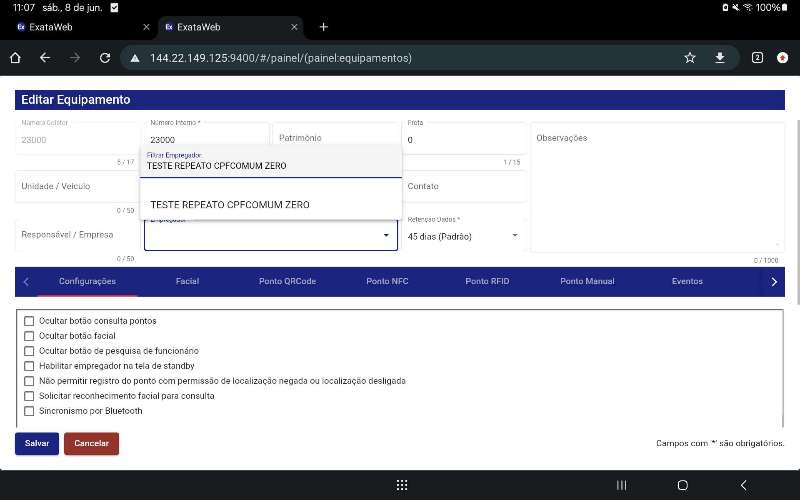 11:07 sáb., 8 de jun.
100%
Ex ExataWeb
Ex ExataWeb
144.22.149.125:9400/#/painel/(painel:equipamentos)
2
Editar Equipamento
Número Coletor
23000
5 / 17
Número Interno *
23000
Patrimônio
Frota
0
1 / 15
Observações
0 / 1000
Filtrar Empregador
TESTE REPEATO CPFCOMUM ZERO
TESTE REPEATO CPFCOMUM ZERO
Unidade / Veículo
0 / 50
Contato
Responsável / Empresa
0 / 50
Empregador
Retenção Dados *
45 dias (Padrão)
Configurações
Facial
Ponto QRCode
Ponto NFC
Ponto RFID
Ponto Manual
Eventos
Ocultar botão consulta pontos
Ocultar botão facial
Ocultar botão de pesquisa de funcionário
Habilitar empregador na tela de standby
Não permitir registro do ponto com permissão de localização negada ou localização desligada
Solicitar reconhecimento facial para consulta
Sincronismo por Bluetooth
Salvar
Cancelar
Campos com '*' são obrigatórios.